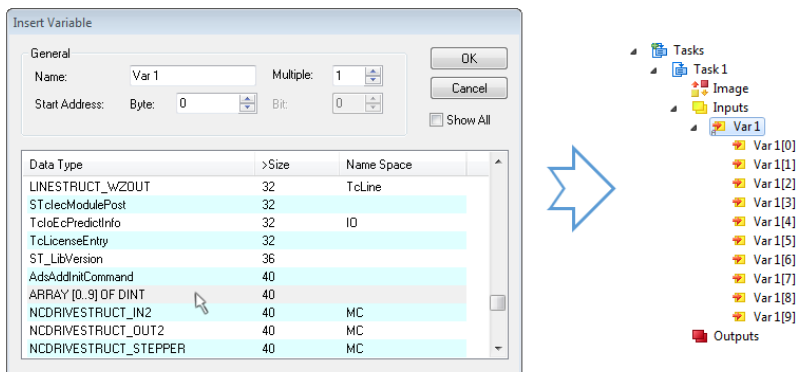 Insert Variable
General
Name: Var 1 Multiple: 1
Start Address: Byte: 0 Bit: 0
OK
Cancel
Show All
Data Type >Size Name Space
LINESTRUCT_WZOUT 32 TcLine
STcIecModulePost 32
TcIoEcPredictInfo 32 IO
TcLicenseEntry 32
ST_LibVersion 36
AdsAddInitCommand 40
ARRAY [0..9] OF DINT 40
NCDRIVESTRUCT_IN2 40 MC
NCDRIVESTRUCT_OUT2 40 MC
NCDRIVESTRUCT_STEPPER 40 MC
Tasks
Task 1
Image
Inputs
Var 1
Var 1[0]
Var 1[1]
Var 1[2]
Var 1[3]
Var 1[4]
Var 1[5]
Var 1[6]
Var 1[7]
Var 1[8]
Var 1[9]
Outputs